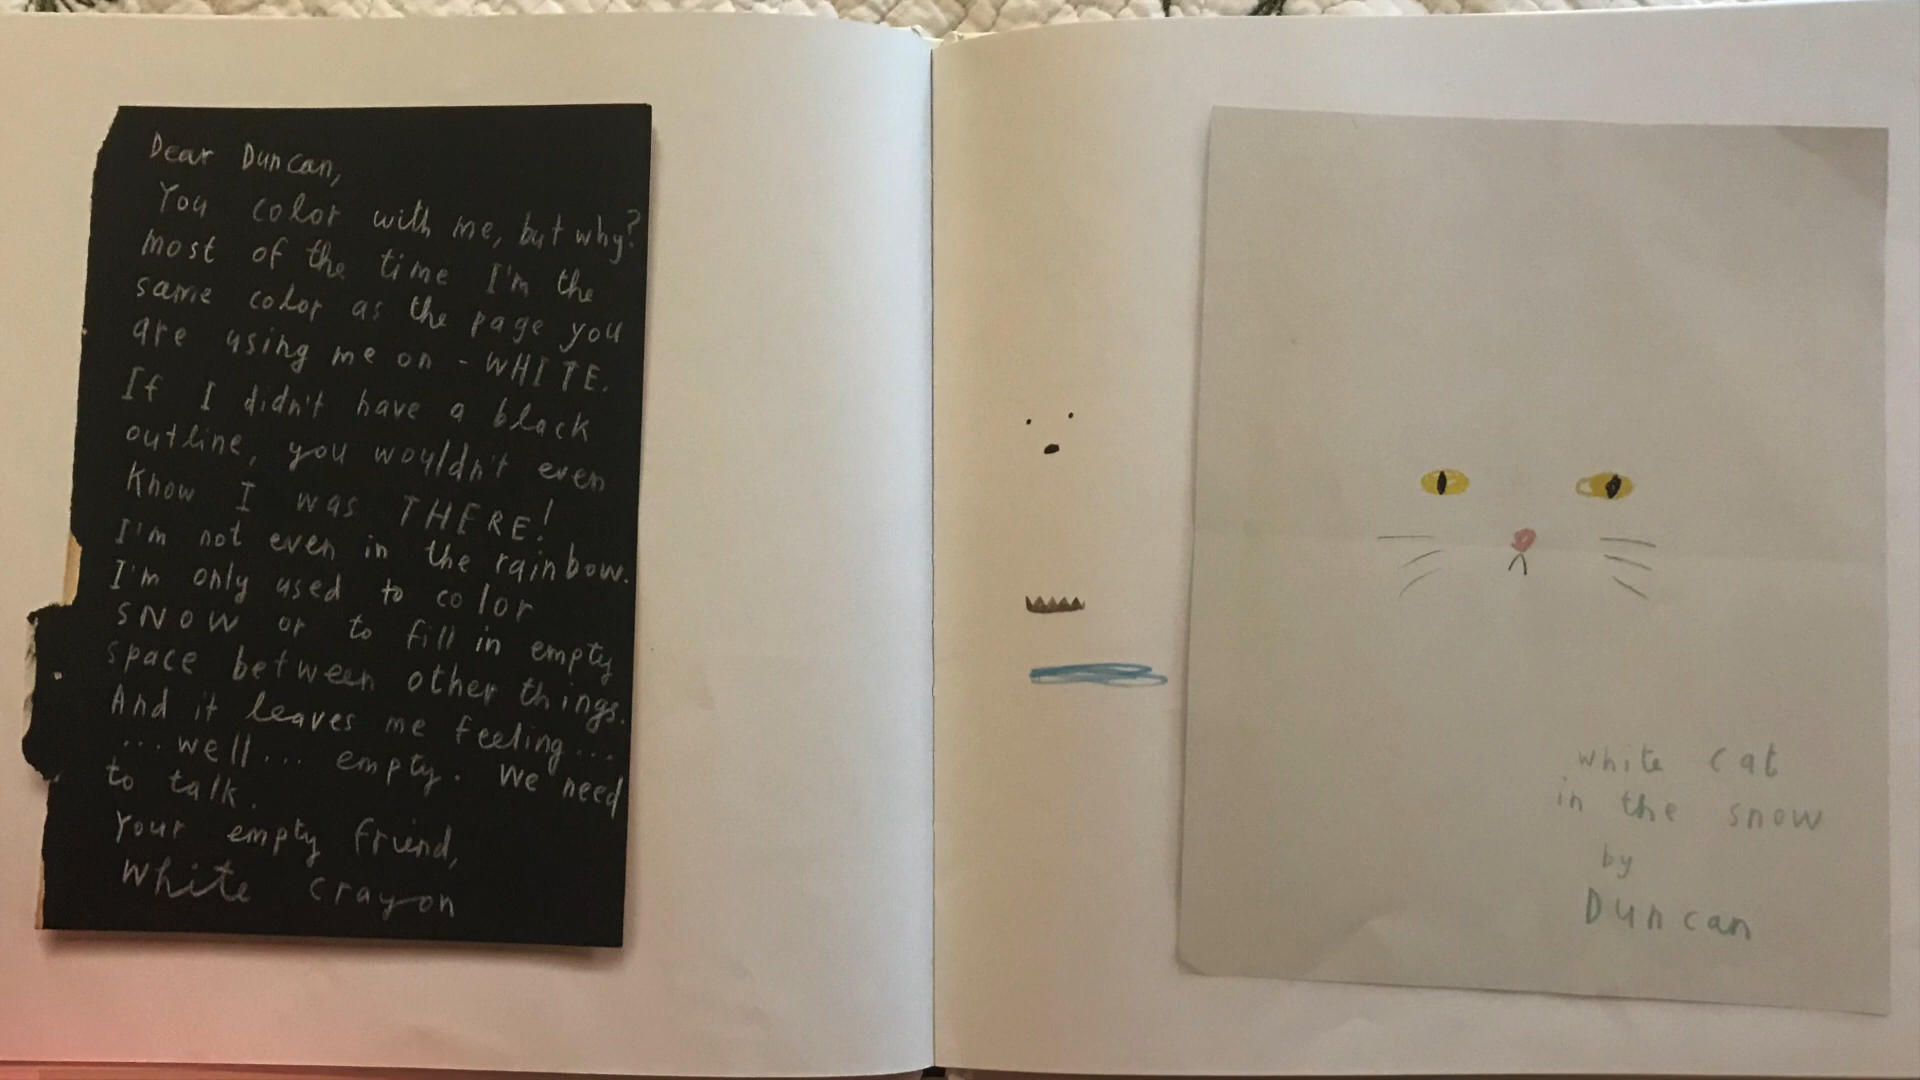 Dear Duncan,
You color with me, but why?
most of the time I'm the
same color as the page you
are using me on - WHITE.
If I didn't have a black
outline, you wouldn't even
Know I was THERE!
I'm not even in the rainbow.
I'm only used to color
SNOW or to fill in empty
space between other things.
And it leaves me feeling...
...well... empty. We need
to talk.
Your empty friend,
White crayon
white cat
in the snow
by
Duncan